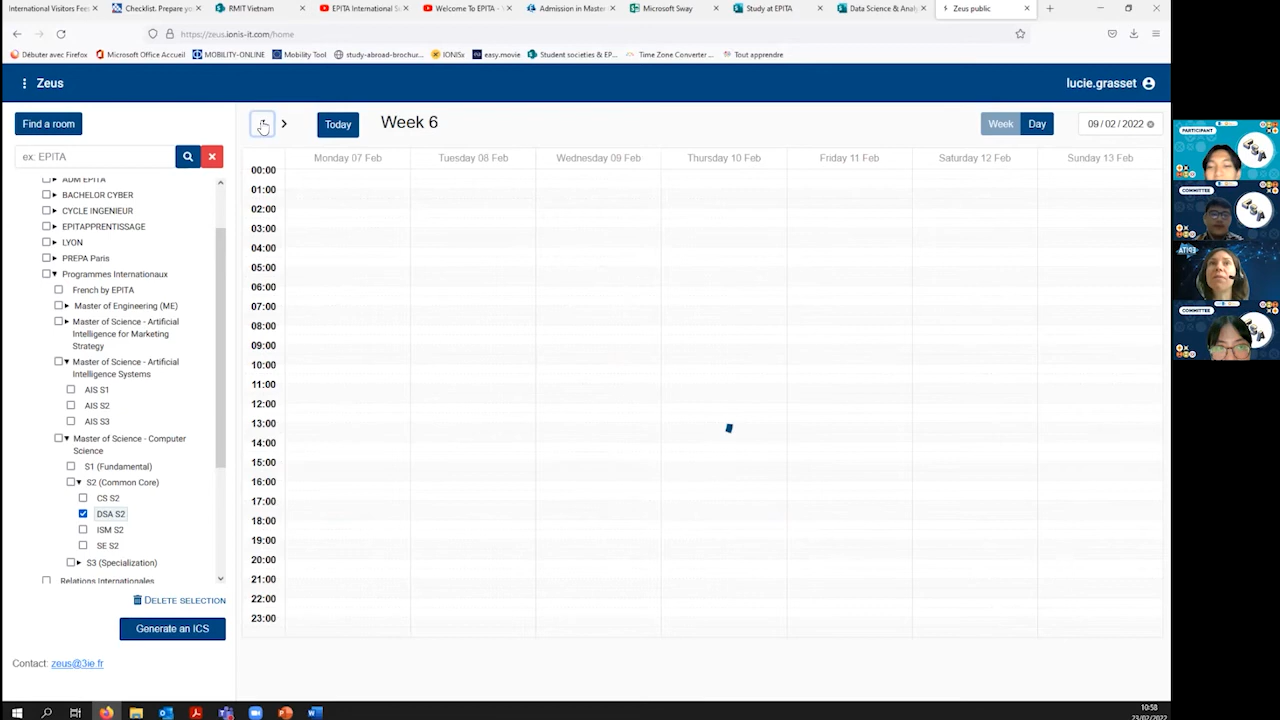 International Visitors Fees
Checklist. Prepare yo
RMIT Vietnam
EPITA International S
Welcome To EPITA -
Admission in Master
Microsoft Sway
Study at EPITA
Data Science & Analy
Zeus public
https://zeus.ionis-it.com/home
Débuter avec Firefox
Microsoft Office Accueil
MOBILITY-ONLINE
Mobility Tool
study-abroad-brochur...
IONISx
easy.movie
Student societies & EP...
Time Zone Converter ...
Tout apprendre
Zeus
lucie.grasset
Find a room
Today
Week 6
Week
Day
09 / 02 / 2022
ex: EPITA
Monday 07 Feb
Tuesday 08 Feb
Wednesday 09 Feb
Thursday 10 Feb
Friday 11 Feb
Saturday 12 Feb
Sunday 13 Feb
ADM EPITA
BACHELOR CYBER
CYCLE INGENIEUR
EPITAPPRENTISSAGE
LYON
PREPA Paris
Programmes Internationaux
French by EPITA
Master of Engineering (ME)
Master of Science - Artificial
Intelligence for Marketing
Strategy
Master of Science - Artificial
Intelligence Systems
AIS S1
AIS S2
AIS S3
Master of Science - Computer
Science
S1 (Fundamental)
S2 (Common Core)
CS S2
DSA S2
ISM S2
SE S2
S3 (Specialization)
Relations Internationales
DELETE SELECTION
Generate an ICS
Contact: zeus@3ie.fr
00:00
01:00
02:00
03:00
04:00
05:00
06:00
07:00
08:00
09:00
10:00
11:00
12:00
13:00
14:00
15:00
16:00
17:00
18:00
19:00
20:00
21:00
22:00
23:00
PARTICIPANT
COMMITTEE
EPITA
COMMITTEE
10:58
23/02/2022